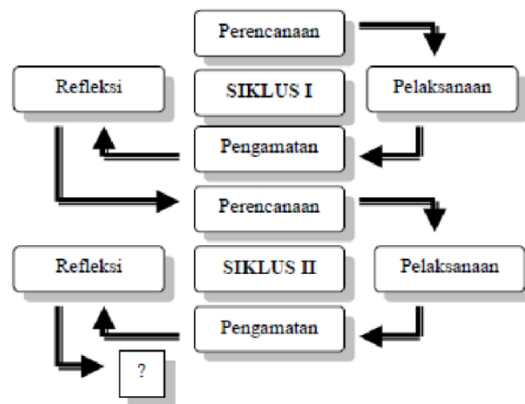 Perencanaan
Refleksi
SIKLUS I
Pelaksanaan
Pengamatan
Perencanaan
Refleksi
SIKLUS II
Pelaksanaan
Pengamatan
?